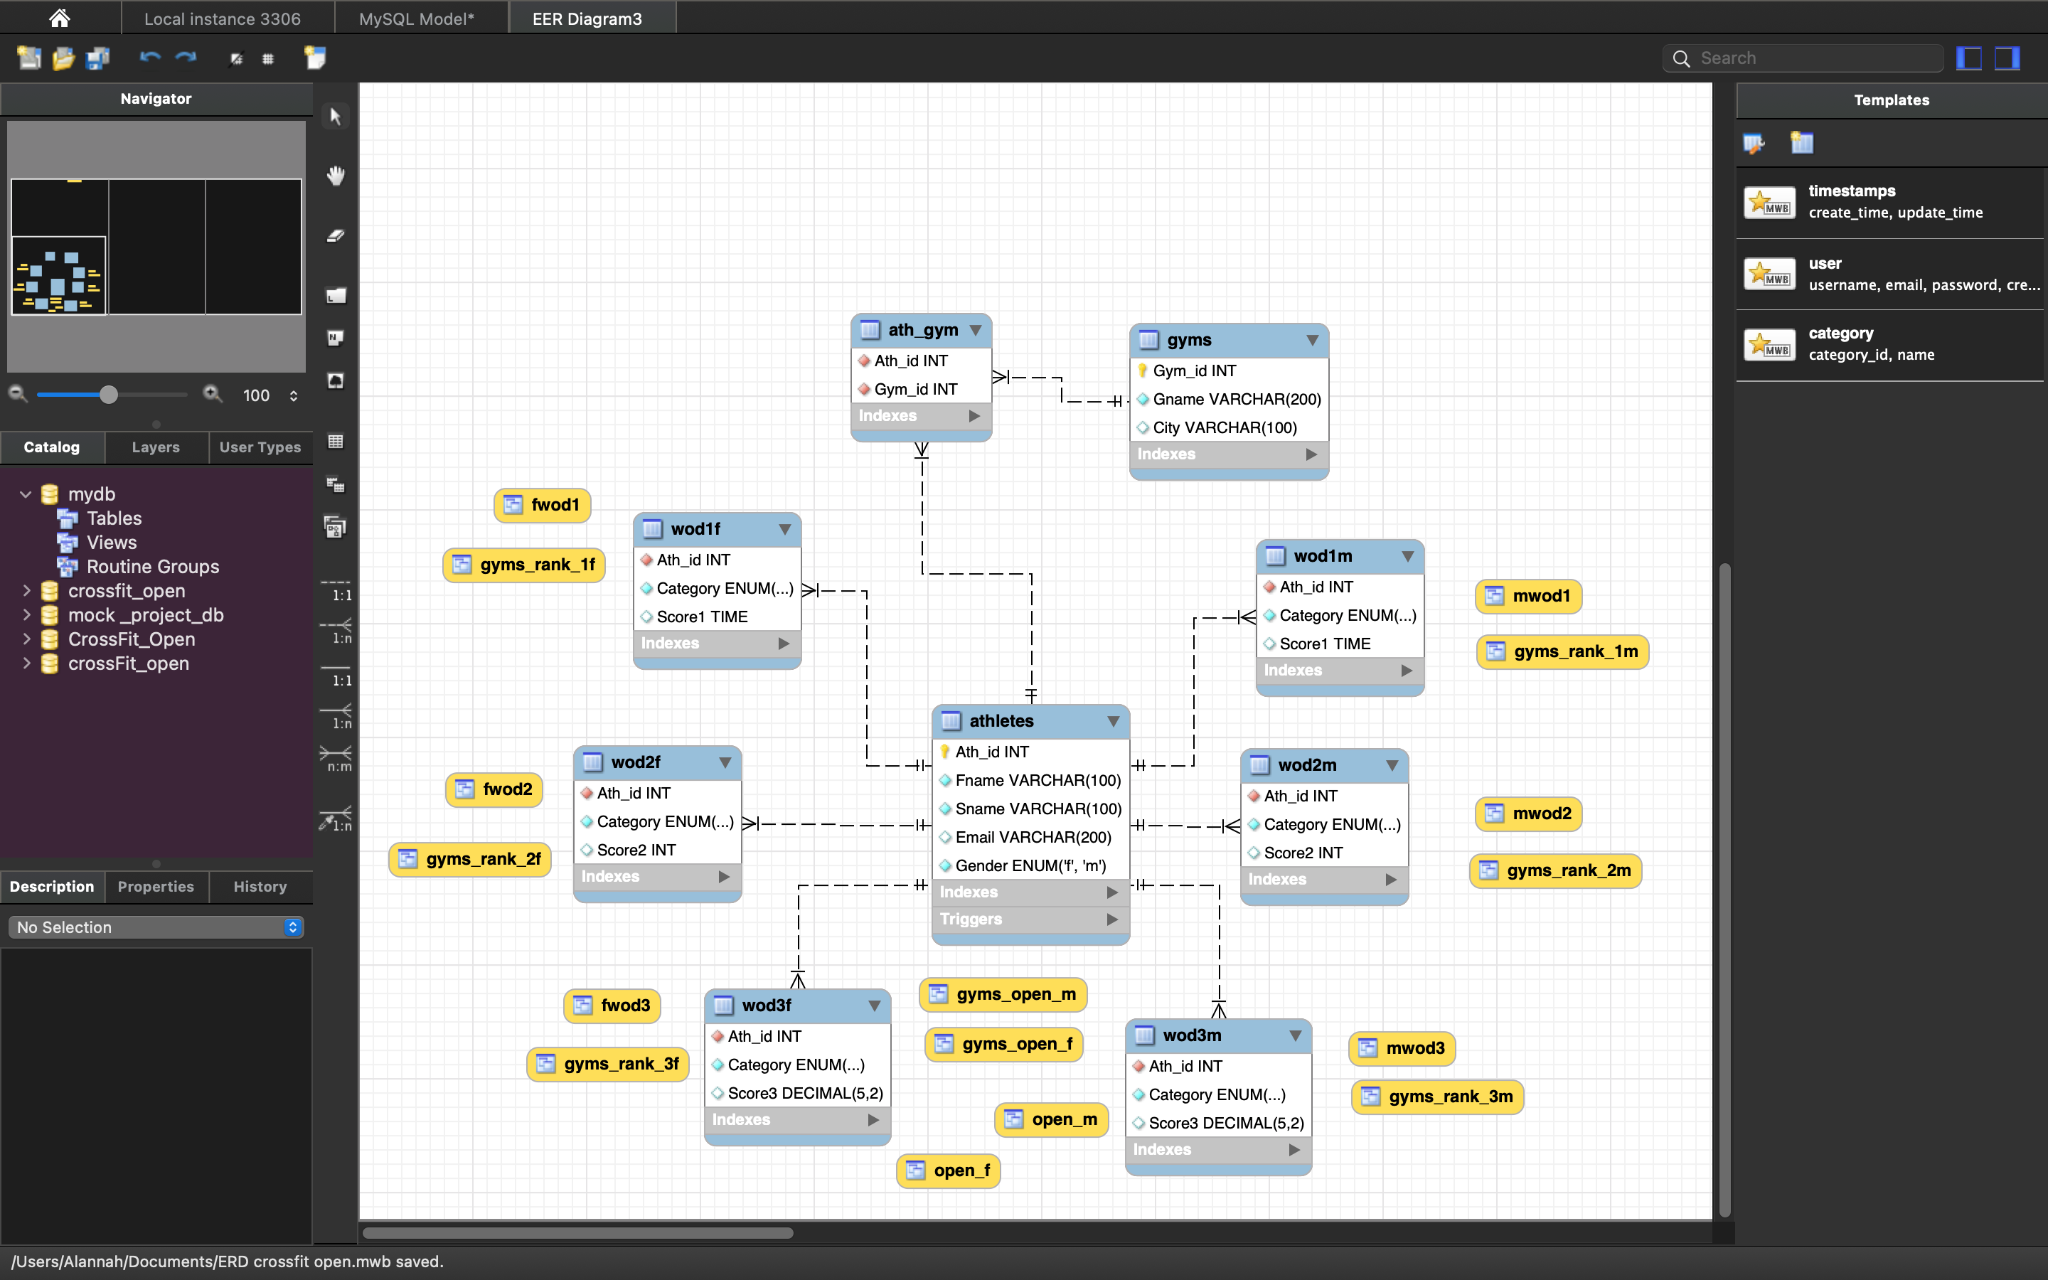 Local instance 3306
MySQL Model*
EER Diagram3
Search
Navigator
100
Catalog
Layers
User Types
mydb
Tables
Views
Routine Groups
crossfit_open
mock _project_db
CrossFit_Open
crossFit_open
Description
Properties
History
No Selection
1:1
1:n
1:1
1:n
n:m
1:n
ath_gym
Ath_id INT
Gym_id INT
Indexes
gyms
Gym_id INT
Gname VARCHAR(200)
City VARCHAR(100)
Indexes
fwod1
gyms_rank_1f
wod1f
Ath_id INT
Category ENUM(...)
Score1 TIME
Indexes
wod1m
Ath_id INT
Category ENUM(...)
Score1 TIME
Indexes
mwod1
gyms_rank_1m
athletes
Ath_id INT
Fname VARCHAR(100)
Sname VARCHAR(100)
Email VARCHAR(200)
Gender ENUM('f', 'm')
Indexes
Triggers
fwod2
gyms_rank_2f
wod2f
Ath_id INT
Category ENUM(...)
Score2 INT
Indexes
wod2m
Ath_id INT
Category ENUM(...)
Score2 INT
Indexes
mwod2
gyms_rank_2m
fwod3
gyms_rank_3f
wod3f
Ath_id INT
Category ENUM(...)
Score3 DECIMAL(5,2)
Indexes
gyms_open_m
gyms_open_f
open_m
open_f
wod3m
Ath_id INT
Category ENUM(...)
Score3 DECIMAL(5,2)
Indexes
mwod3
gyms_rank_3m
Templates
MWB
timestamps
create_time, update_time
MWB
user
username, email, password, cre...
MWB
category
category_id, name
/Users/Alannah/Documents/ERD crossfit open.mwb saved.